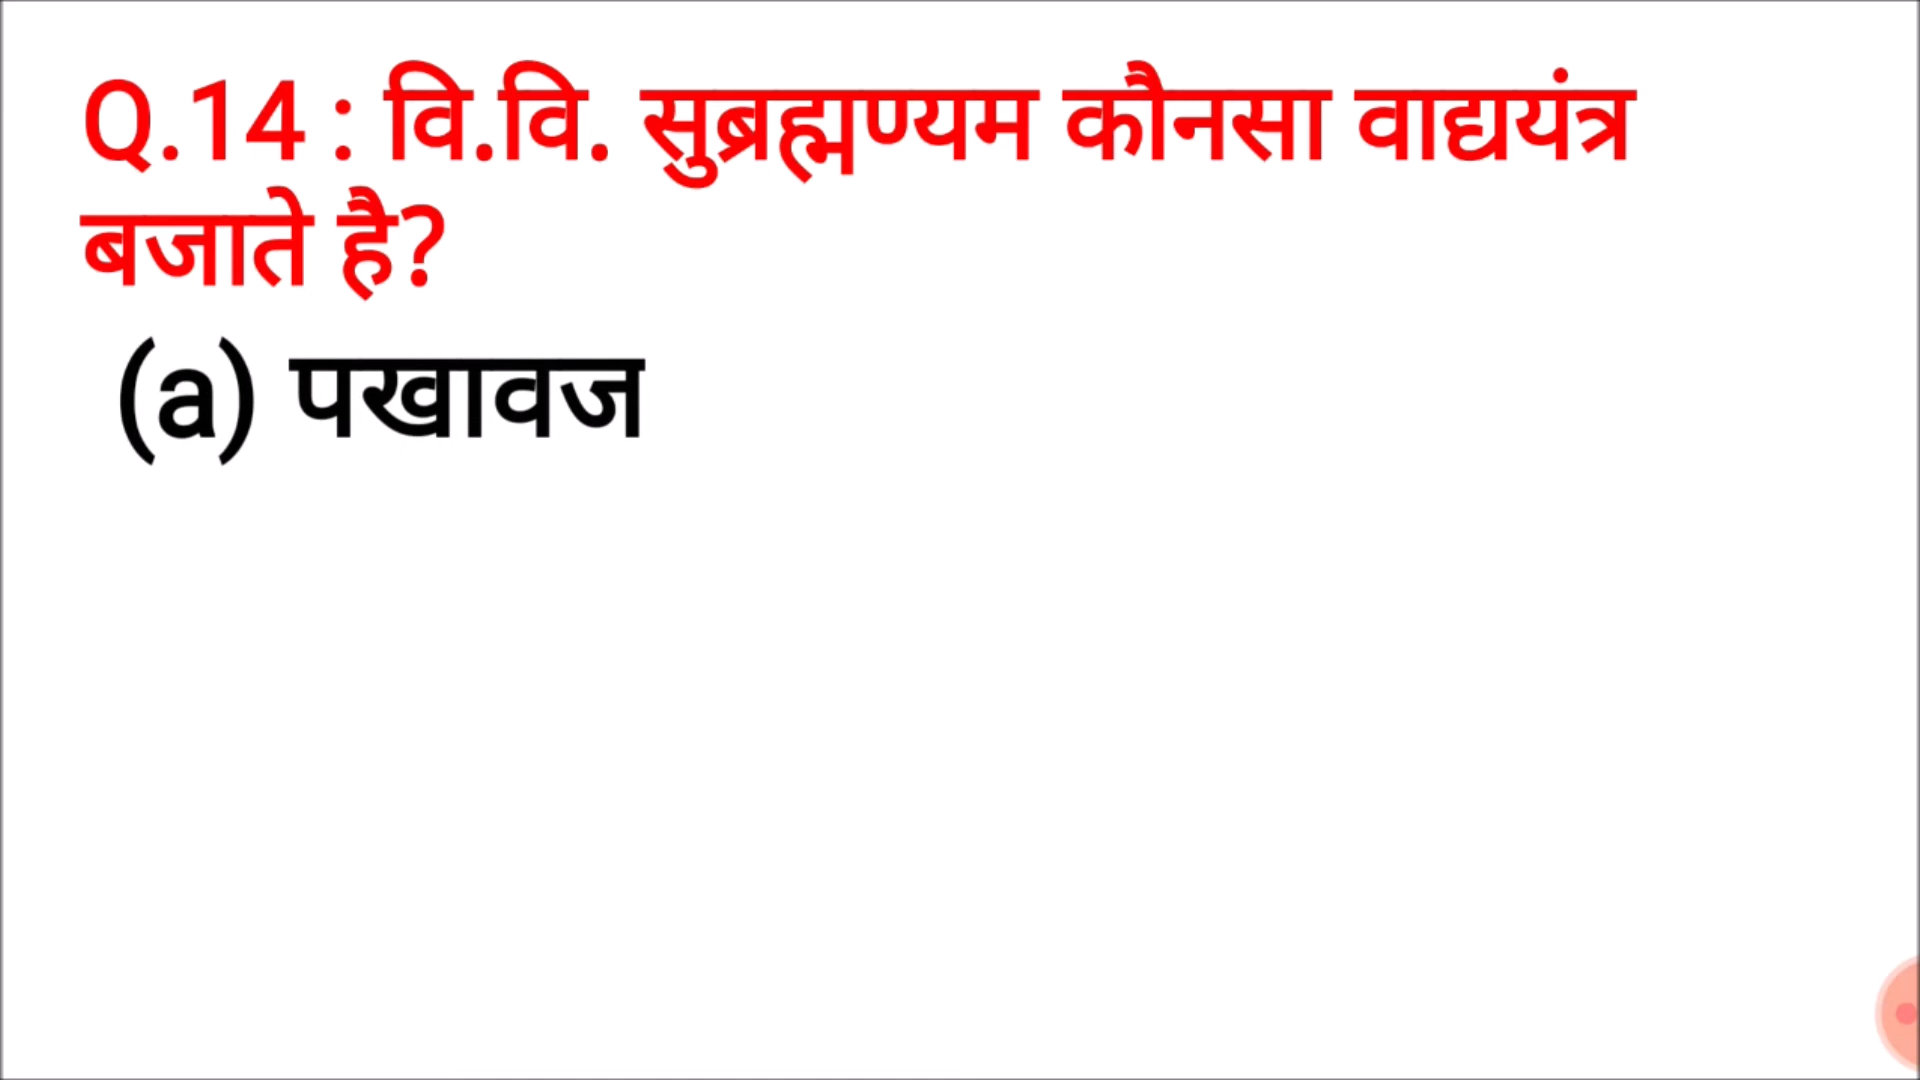 Q.14 : वि.वि. सुब्रह्मण्यम कौनसा वाद्ययंत्र
बजाते है?
(a) पखावज